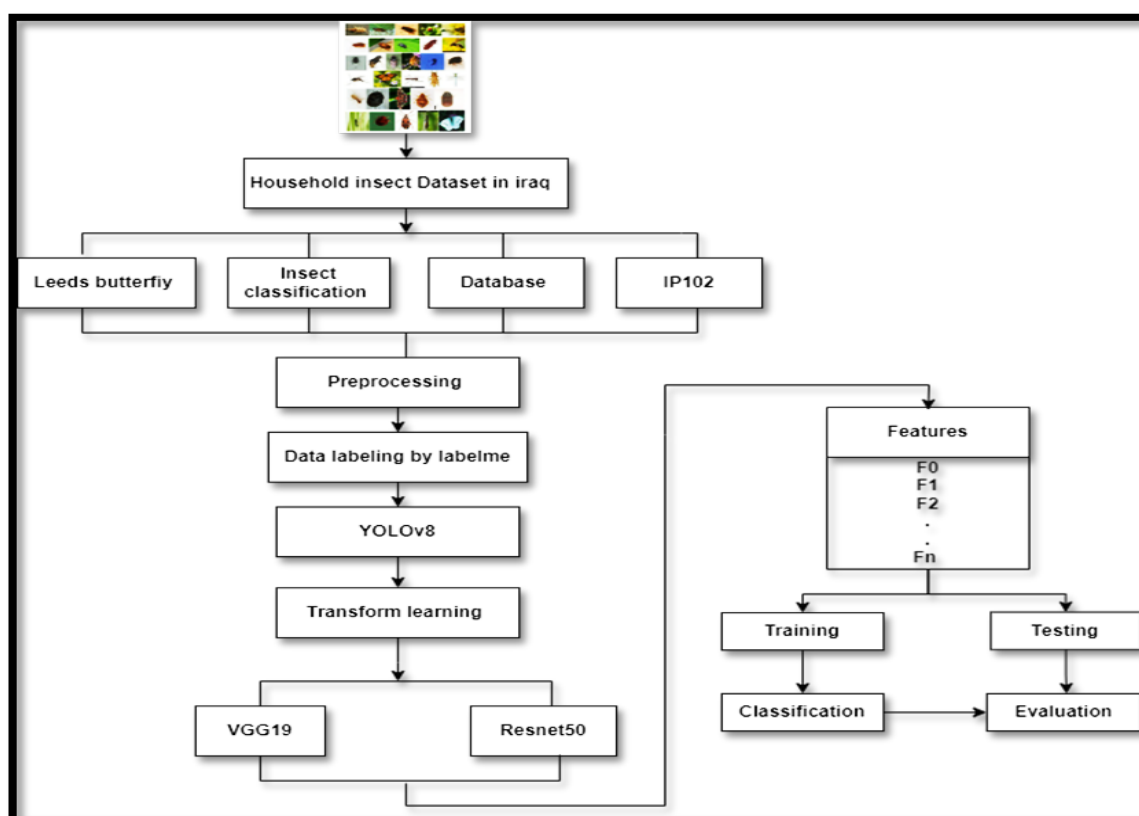 Household insect Dataset in iraq
Leeds butterfiy
Insect
classification
Database
IP102
Preprocessing
Data labeling by labelme
YOLOv8
Transform learning
VGG19
Resnet50
Features
F0
F1
F2
.
.
Fn
Training
Testing
Classification
Evaluation